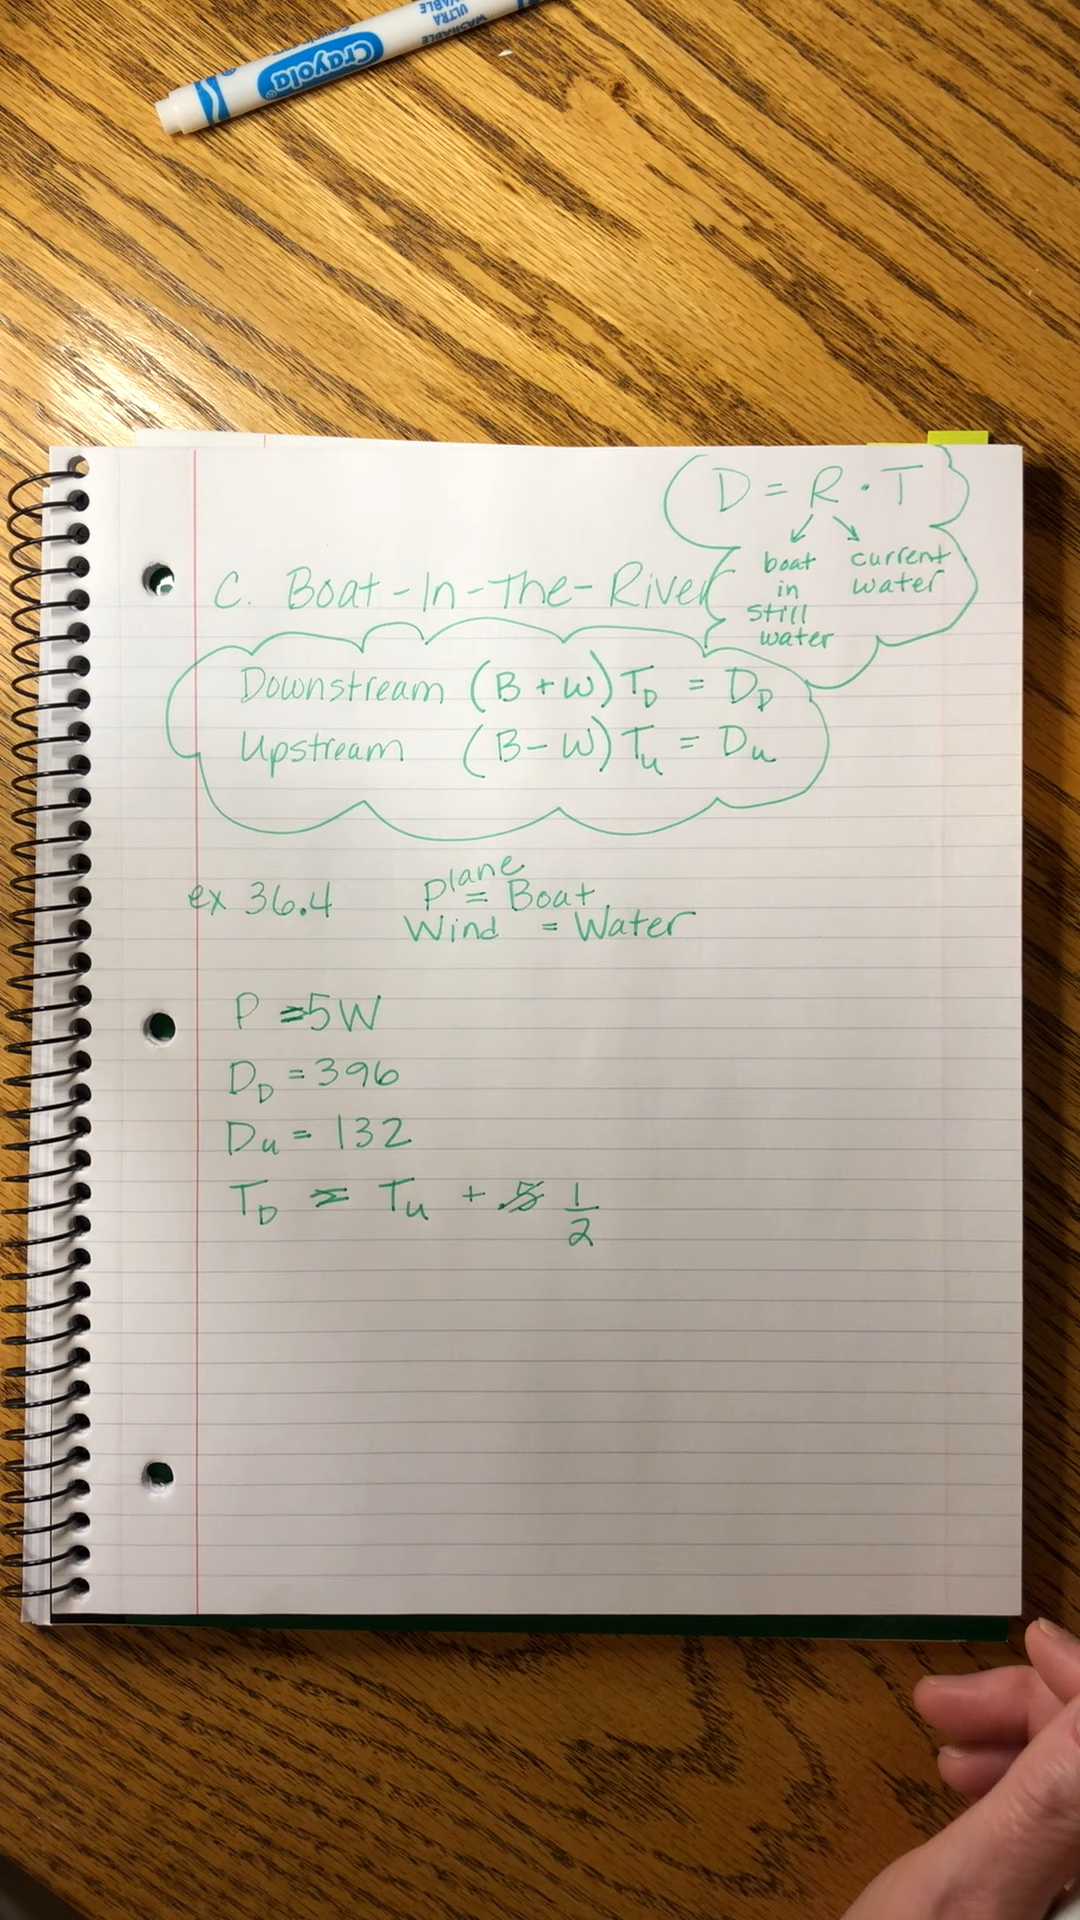 Crayola
ULTRA
WASHABLE
D = R · T
boat in still water
current water
C. Boat-In-The-River
Downstream (B + W) T_D = D_D
Upstream (B - W) T_u = D_u
ex 36.4
Plane = Boat
Wind = Water
P = 5W
D_D = 396
D_u = 132
T_D = T_u + 1/2